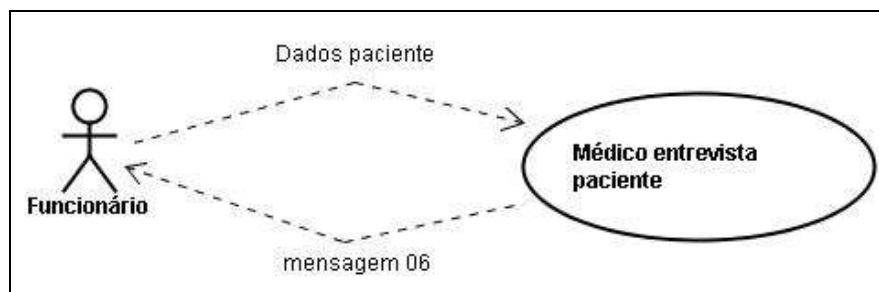 Dados paciente
Médico entrevista
paciente
Funcionário
mensagem 06